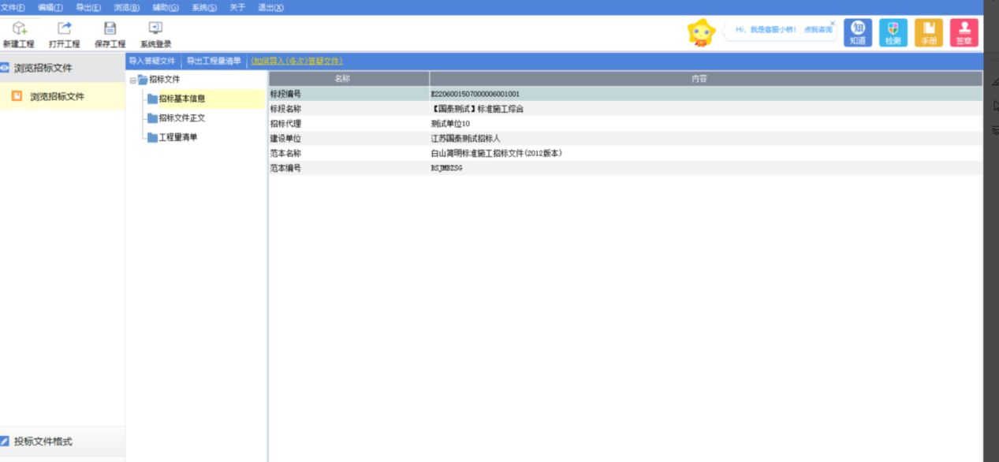 文件(F) 编辑(T) 导出(E) 浏览(B) 辅助(G) 系统(S) 关于 退出(X)
新建工程 打开工程 保存工程 系统登录
Hi, 我是客服小桥! 点我咨询
知
知道 检测 手册 签章
浏览招标文件
浏览招标文件
投标文件格式
导入答疑文件 导出工程量清单 (如何导入(多次)答疑文件)
招标文件
招标基本信息
招标文件正文
工程量清单
名称 内容
标段编号 E2206001507000006001001
标段名称 【国泰测试】标准施工综合
招标代理 测试单位10
建设单位 江苏国泰测试招标人
范本名称 白山简明标准施工招标文件(2012版本)
范本编号 BSJMBZSG